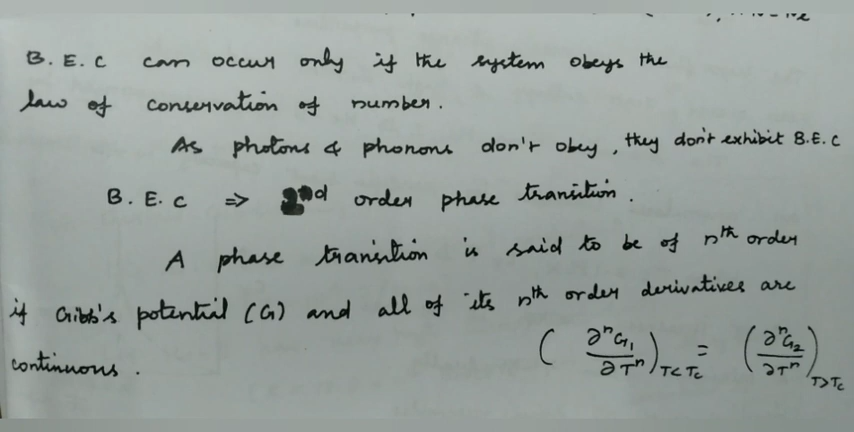 B.E.C can occur only if the system obeys the
law of conservation of number.
As photons & phonons don't obey, they don't exhibit B.E.C
B.E.C ⇒ 2nd order phase transition.
A phase transition is said to be of nth order
if Gibb's potential (G) and all of its nth order derivatives are
continuous. (∂ⁿG₁/∂Tⁿ)T<Tc = (∂ⁿG₂/∂Tⁿ)T>Tc